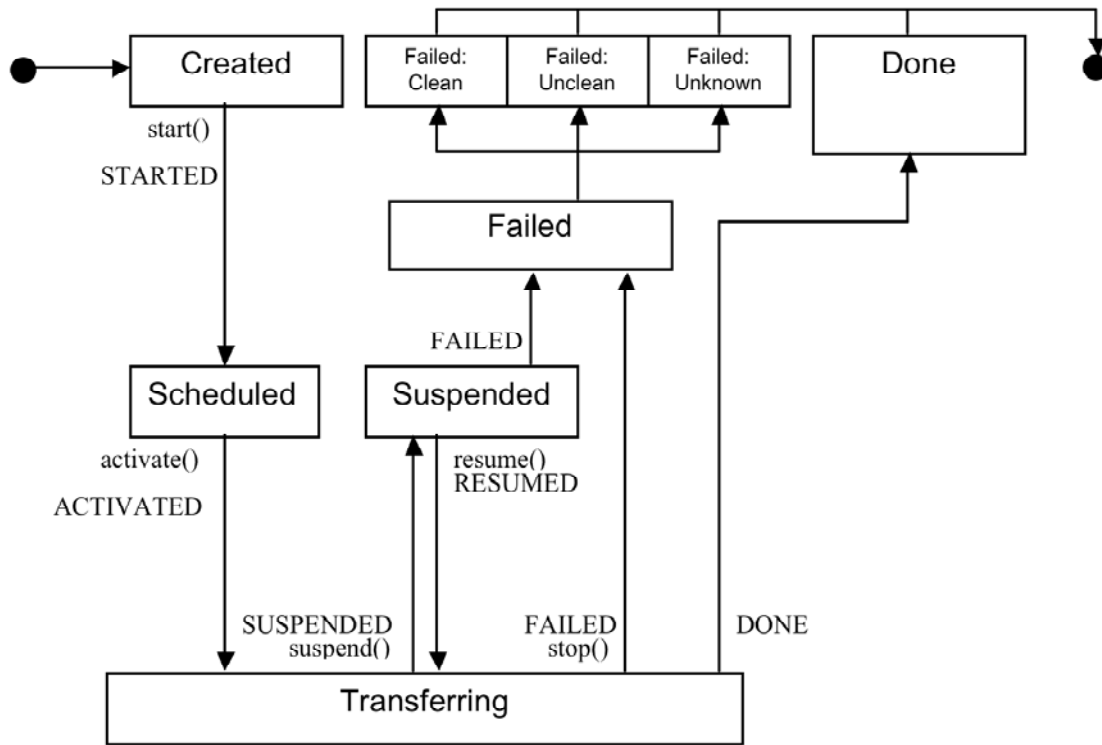 Created
Failed:
Clean
Failed:
Unclean
Failed:
Unknown
Done
start()
STARTED
Failed
FAILED
Scheduled
Suspended
activate()
ACTIVATED
resume()
RESUMED
SUSPENDED
suspend()
FAILED
stop()
DONE
Transferring